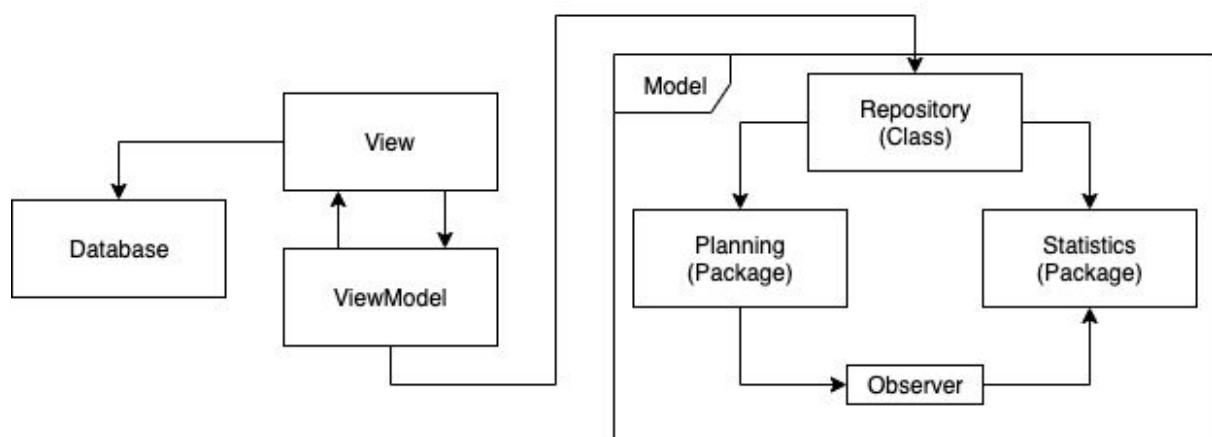 View
Database
ViewModel
Model
Repository
(Class)
Planning
(Package)
Statistics
(Package)
Observer